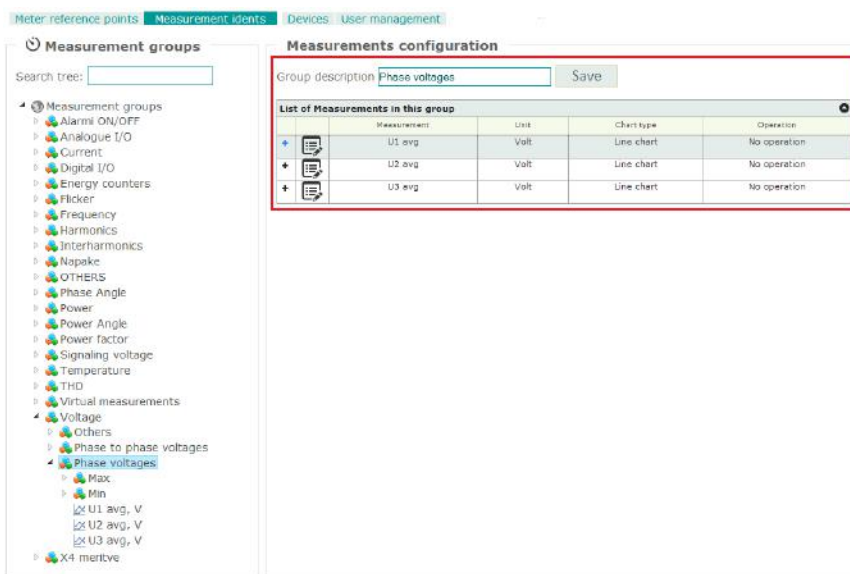 Meter reference points Measurement idents Devices User management
Measurement groups
Search tree:
Measurement groups
Alarmi ON/OFF
Analogue I/O
Current
Digital I/O
Energy counters
Flicker
Frequency
Harmonics
Interharmonics
Napake
OTHERS
Phase Angle
Power
Power Angle
Power factor
Signaling voltage
Temperature
THD
Virtual measurements
Voltage
Others
Phase to phase voltages
Phase voltages
Max
Min
U1 avg, V
U2 avg, V
U3 avg, V
X4 meritve
Measurements configuration
Group description Phase voltages Save
List of Measurements in this group
Measurement Unit Chart type Operation
U1 avg Volt Line chart No operation
U2 avg Volt Line chart No operation
U3 avg Volt Line chart No operation